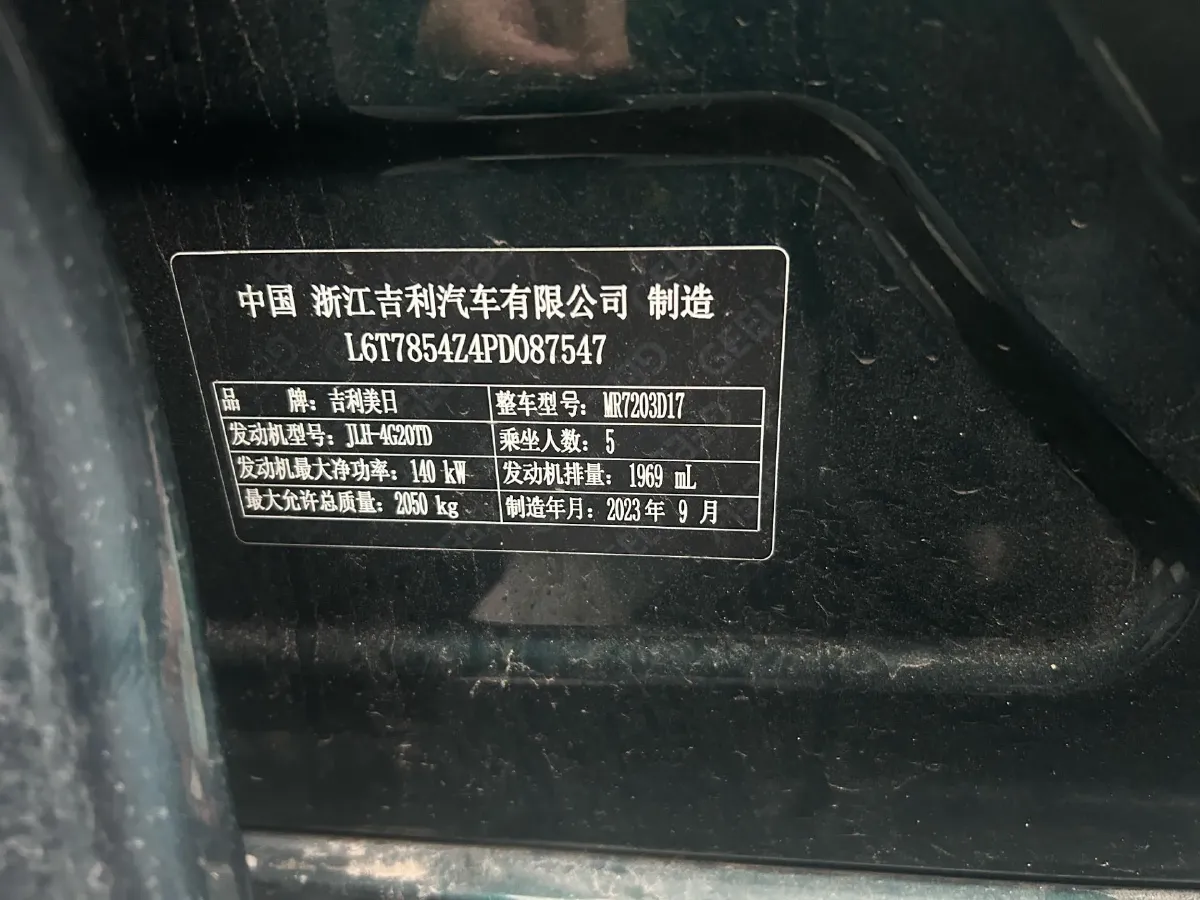 中国 浙江吉利汽车有限公司 制造
L6T7854Z4PD087547
品 牌：吉利美日 整车型号：MR7203D17
发动机型号：JLH-4G20TD 乘坐人数：5
发动机最大净功率：140 kW 发动机排量：1969 mL
最大允许总质量：2050 kg 制造年月：2023 年 9 月